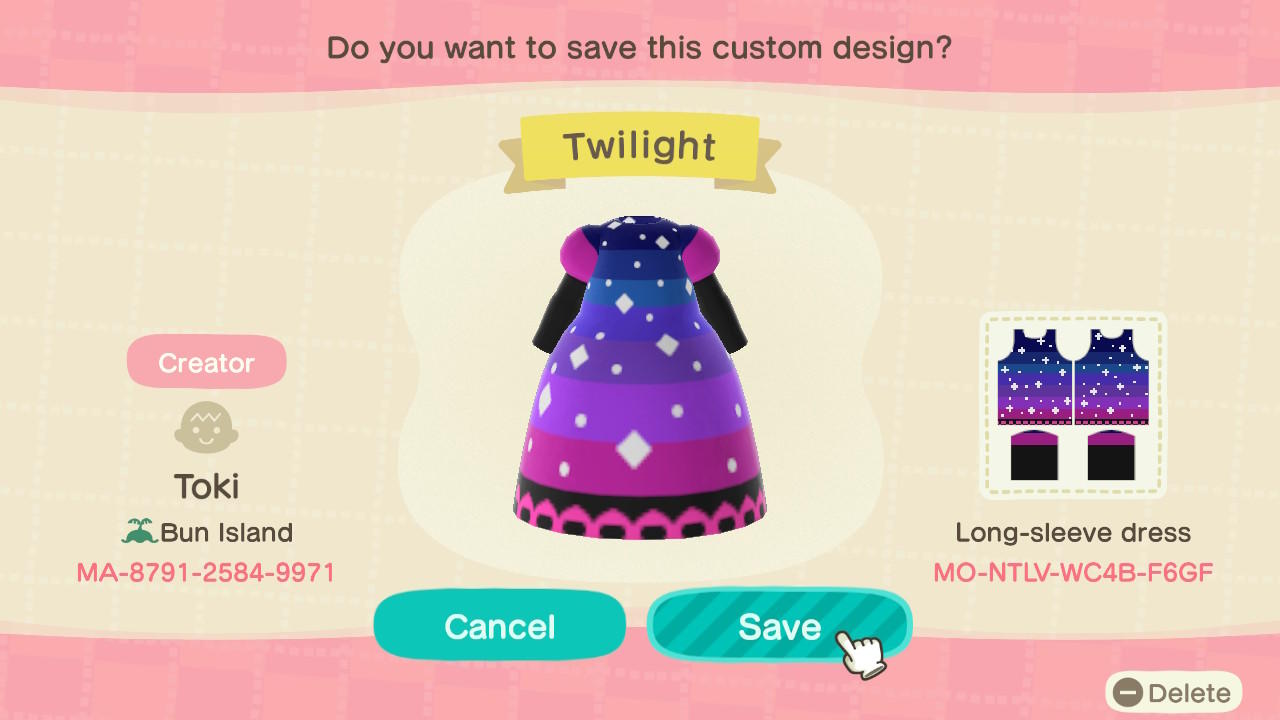 Do you want to save this custom design?
Twilight
Creator
Toki
Bun Island
MA-8791-2584-9971
Long-sleeve dress
MO-NTLV-WC4B-F6GF
Cancel
Save
Delete